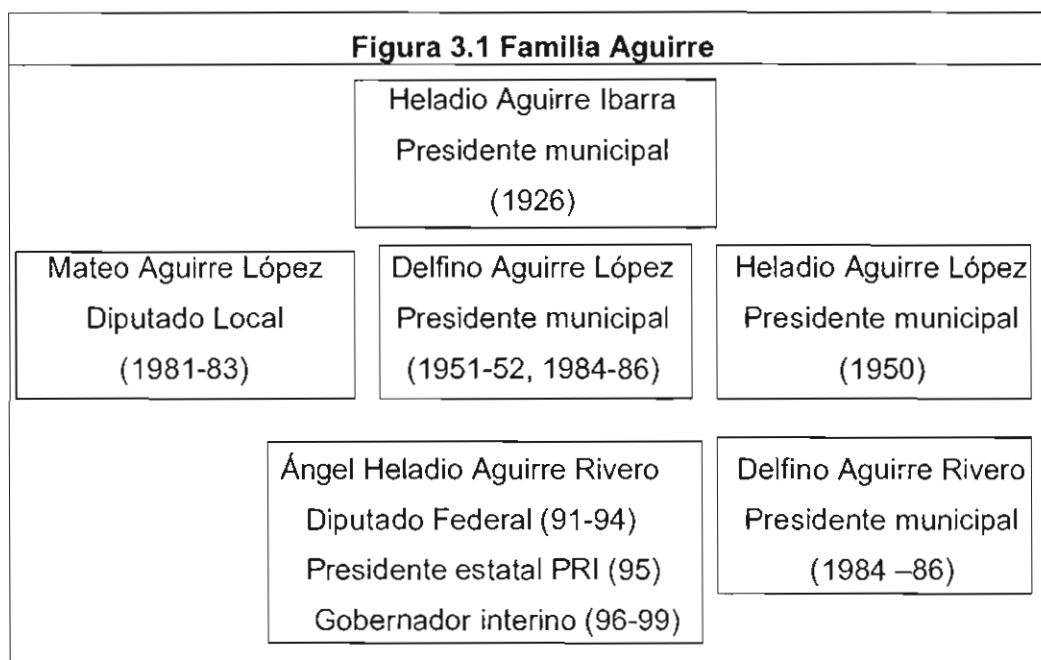 Figura 3.1 Familia Aguirre
Heladio Aguirre Ibarra
Presidente municipal
(1926)
Mateo Aguirre López
Diputado Local
(1981-83)
Delfino Aguirre López
Presidente municipal
(1951-52, 1984-86)
Heladio Aguirre López
Presidente municipal
(1950)
Ángel Heladio Aguirre Rivero
Diputado Federal (91-94)
Presidente estatal PRI (95)
Gobernador interino (96-99)
Delfino Aguirre Rivero
Presidente municipal
(1984 –86)